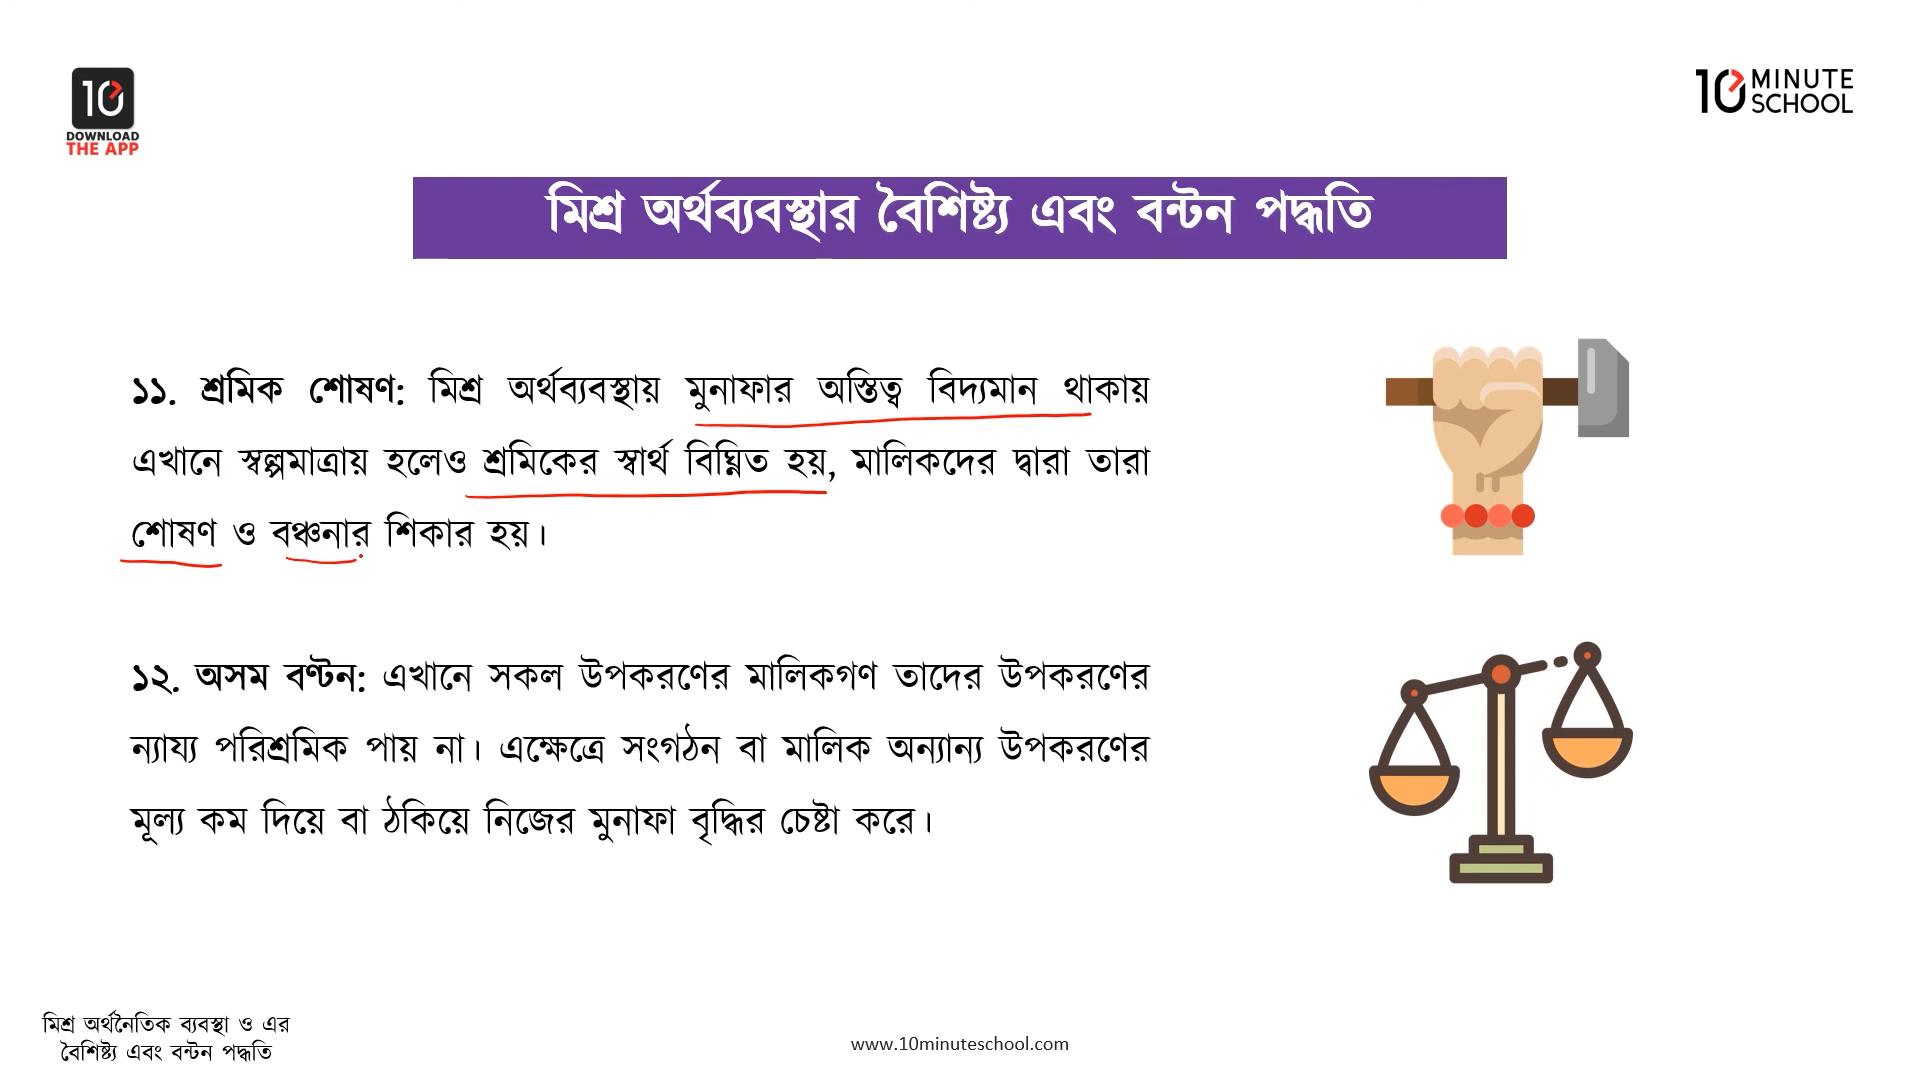 10
DOWNLOAD
THE APP
10 MINUTE
SCHOOL
মিশ্র অর্থব্যবস্থার বৈশিষ্ট্য এবং বন্টন পদ্ধতি
১১. শ্রমিক শোষণ: মিশ্র অর্থব্যবস্থায় মুনাফার অস্তিত্ব বিদ্যমান থাকায়
এখানে স্বল্পমাত্রায় হলেও শ্রমিকের স্বার্থ বিঘ্নিত হয়, মালিকদের দ্বারা তারা
শোষণ ও বঞ্চনার শিকার হয়।
১২. অসম বণ্টন: এখানে সকল উপকরণের মালিকগণ তাদের উপকরণের
ন্যায্য পরিশ্রমিক পায় না। এক্ষেত্রে সংগঠন বা মালিক অন্যান্য উপকরণের
মূল্য কম দিয়ে বা ঠকিয়ে নিজের মুনাফা বৃদ্ধির চেষ্টা করে।
মিশ্র অর্থনৈতিক ব্যবস্থা ও এর
বৈশিষ্ট্য এবং বন্টন পদ্ধতি
www.10minuteschool.com